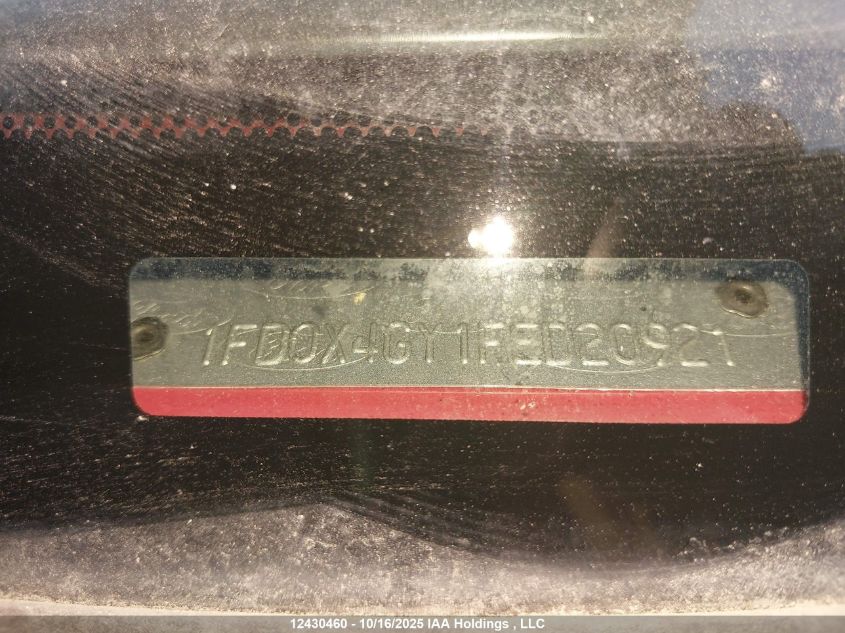 1FD0X4GY1FED20921
12430460 - 10/16/2025 IAA Holdings , LLC